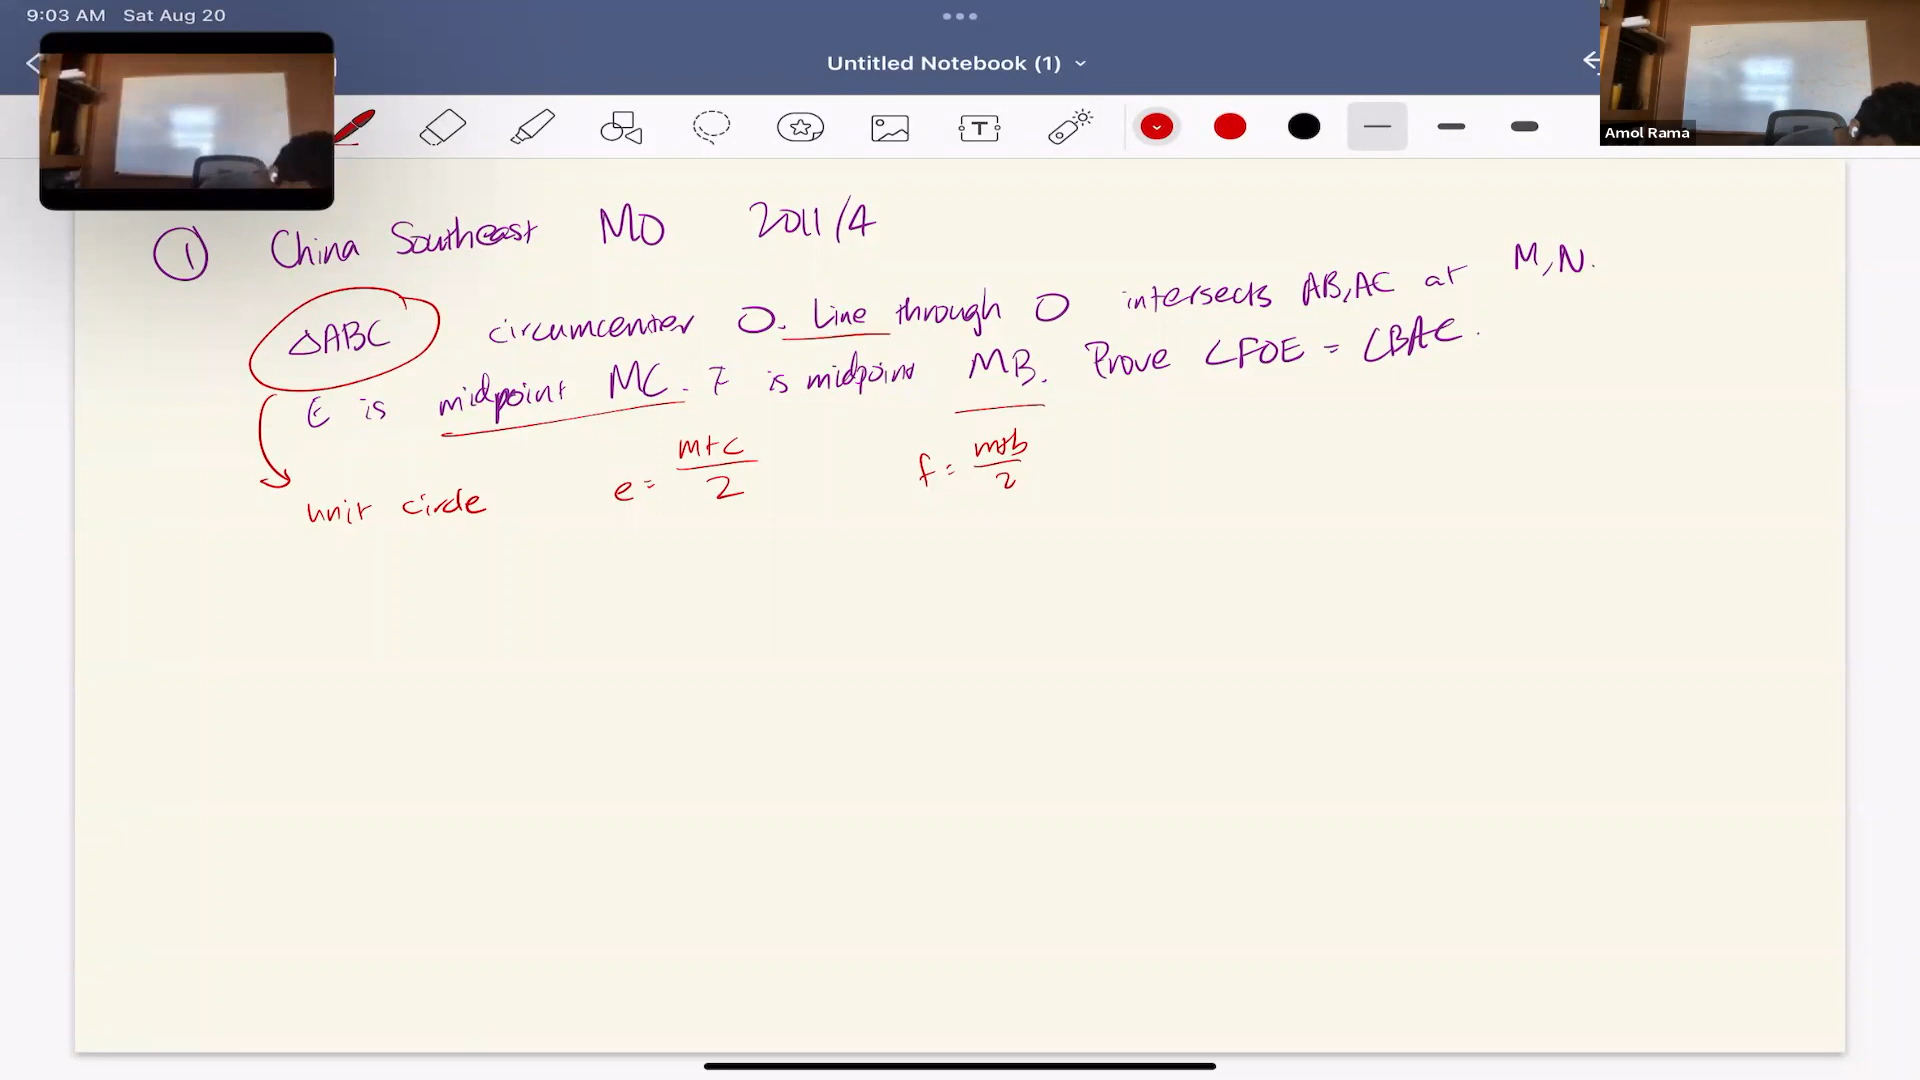 9:03 AM Sat Aug 20
Untitled Notebook (1)
Amol Rama
① China Southeast MO 2011/4
△ABC circumcenter O. Line through O intersects AB, AC at M, N.
E is midpoint MC. F is midpoint MB. Prove ∠FOE = ∠BAC.
unit circle e = m+c/2 f = m+b/2